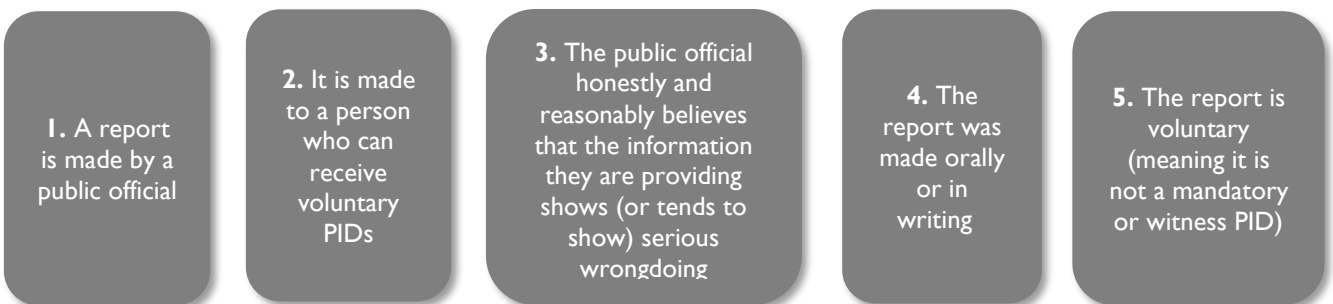 1. A report
is made by a
public official
2. It is made
to a person
who can
receive
voluntary
PIDs
3. The public official
honestly and
reasonably believes
that the information
they are providing
shows (or tends to
show) serious
wrongdoing
4. The
report was
made orally
or in
writing
5. The report is
voluntary
(meaning it is
not a mandatory
or witness PID)